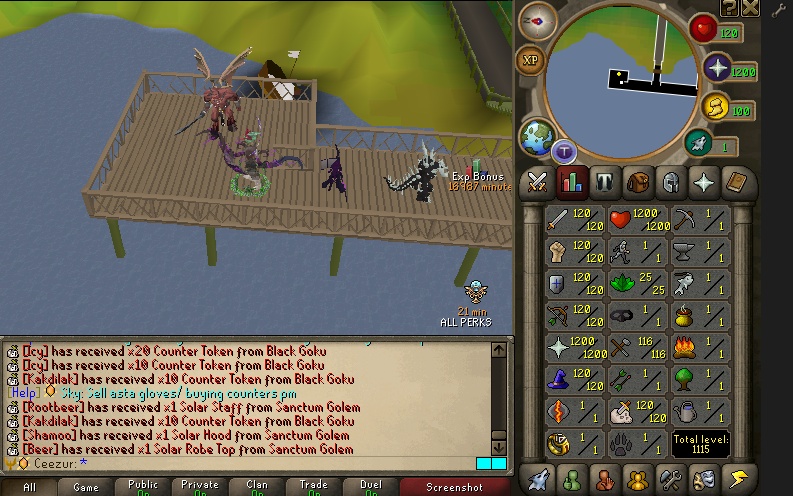 120
XP
1200
100
T
1
Exp Bonus
16987 minute
21 min
ALL PERKS
120 120 1200 1200 1 1
120 120 1 1 1 1
120 120 25 25 1 1
120 120 1 1 1 1
1200 1200 116 116 1 1
120 120 1 1 1 1
1 1 120 120 1 1
1 1 1 1 Total level:
1115
[Icy] has received x20 Counter Token from Black Goku
[Icy] has received x10 Counter Token from Black Goku
[Kakdilak] has received x10 Counter Token from Black Goku
[Help] Sky: Sell asta gloves/ buying counters pm
[Rootbeer] has received x1 Solar Staff from Sanctum Golem
[Kakdilak] has received x10 Counter Token from Black Goku
[Shamoo] has received x1 Solar Hood from Sanctum Golem
[Beer] has received x1 Solar Robe Top from Sanctum Golem
Ceezur: *
All Game Public Private Clan Trade Duel Screenshot
On On On On On